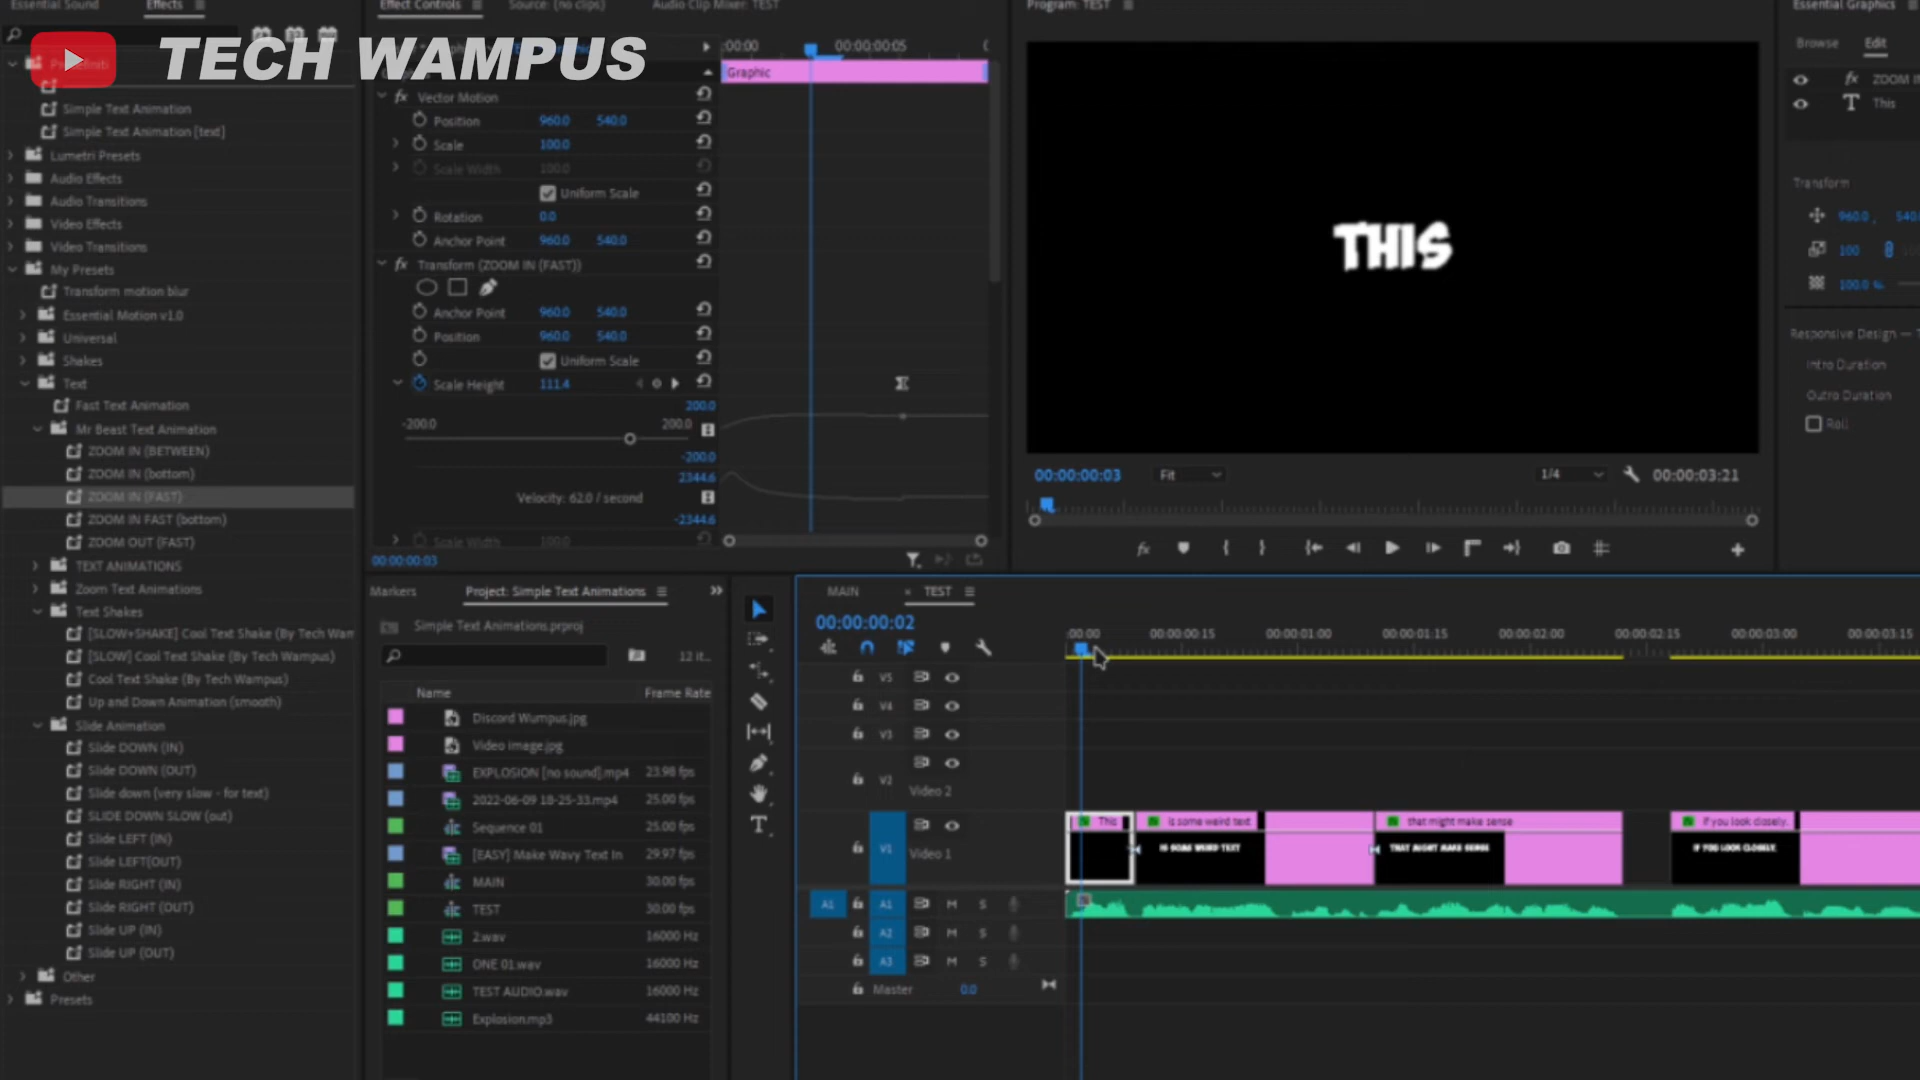 Essential Sound
Effects
TECH WAMPUS
Simple Text Animation
Simple Text Animation [text]
Lumetri Presets
Audio Effects
Audio Transitions
Video Effects
Video Transitions
My Presets
Transform motion blur
Essential Motion v1.0
Universal
Shakes
Text
Fast Text Animation
Mr Beast Text Animation
ZOOM IN (BETWEEN)
ZOOM IN (bottom)
ZOOM IN (FAST)
ZOOM IN FAST (bottom)
ZOOM OUT (FAST)
TEXT ANIMATIONS
Zoom Text Animations
Text Shakes
[SLOW+SHAKE] Cool Text Shake (By Tech Wam
[SLOW] Cool Text Shake (By Tech Wampus)
Cool Text Shake (By Tech Wampus)
Up and Down Animation (smooth)
Slide Animation
Slide DOWN (IN)
Slide DOWN (OUT)
Slide down (very slow - for text)
SLIDE DOWN SLOW (out)
Slide LEFT (IN)
Slide LEFT(OUT)
Slide RIGHT (IN)
Slide RIGHT (OUT)
Slide UP (IN)
Slide UP (OUT)
Other
Presets
Effect Controls
Source: (no clips)
Audio Clip Mixer: TEST
:00:00
00:00:00:05
Graphic
fx Vector Motion
Position 960.0 540.0
Scale 100.0
Scale Width 100.0
Uniform Scale
Rotation 0.0
Anchor Point 960.0 540.0
fx Transform (ZOOM IN (FAST))
Anchor Point 960.0 540.0
Position 960.0 540.0
Uniform Scale
Scale Height 111.4
200.0
-200.0 200.0
-200.0
2344.6
Velocity: 62.0 / second
-2344.6
Scale Width 100.0
00:00:00:03
Program: TEST
THIS
00:00:00:03
Fit
1/4
00:00:03:21
Essential Graphics
Browse
Edit
fx ZOOM IN
T This
Transform
960.0 , 540.
100
100.0 %
Responsive Design — T
Intro Duration
Outro Duration
Roll
Markers
Project: Simple Text Animations
Simple Text Animations.prproj
12 it...
Name
Frame Rate
Discord Wumpus.jpg
Video image.jpg
EXPLOSION [no sound].mp4 23.98 fps
2022-06-09 18-25-33.mp4 25.00 fps
Sequence 01 25.00 fps
[EASY] Make Wavy Text In 29.97 fps
MAIN 30.00 fps
TEST 30.00 fps
2.wav 16000 Hz
ONE 01.wav 16000 Hz
TEST AUDIO.wav 16000 Hz
Explosion.mp3 44100 Hz
MAIN
× TEST
00:00:00:02
:00:00
00:00:00:15
00:00:01:00
00:00:01:15
00:00:02:00
00:00:02:15
00:00:03:00
00:00:03:15
V5
V4
V3
V2
Video 2
This
is some weird text
that might make sense
if you look closely.
V1
Video 1
IS SOME WEIRD TEXT
THAT MIGHT MAKE SENSE
IF YOU LOOK CLOSELY.
A1 A1 M S
A2 M S
A3 M S
Master 0.0